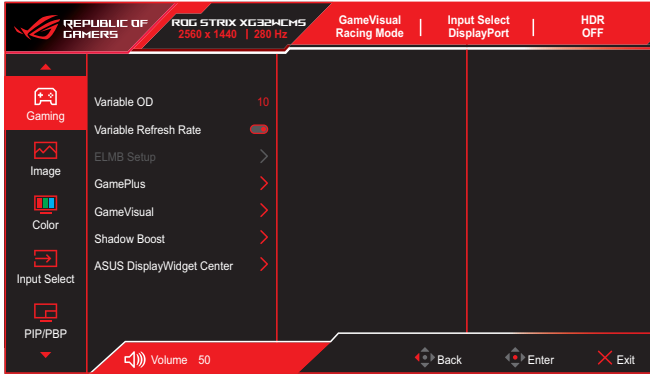 REPUBLIC OF
GAMERS
ROG STRIX XG32WCMS
2560 x 1440 | 280 Hz
GameVisual
Racing Mode
Input Select
DisplayPort
HDR
OFF
Gaming
Image
Color
Input Select
PIP/PBP
Variable OD 10
Variable Refresh Rate
ELMB Setup
GamePlus
GameVisual
Shadow Boost
ASUS DisplayWidget Center
Volume 50
Back
Enter
Exit